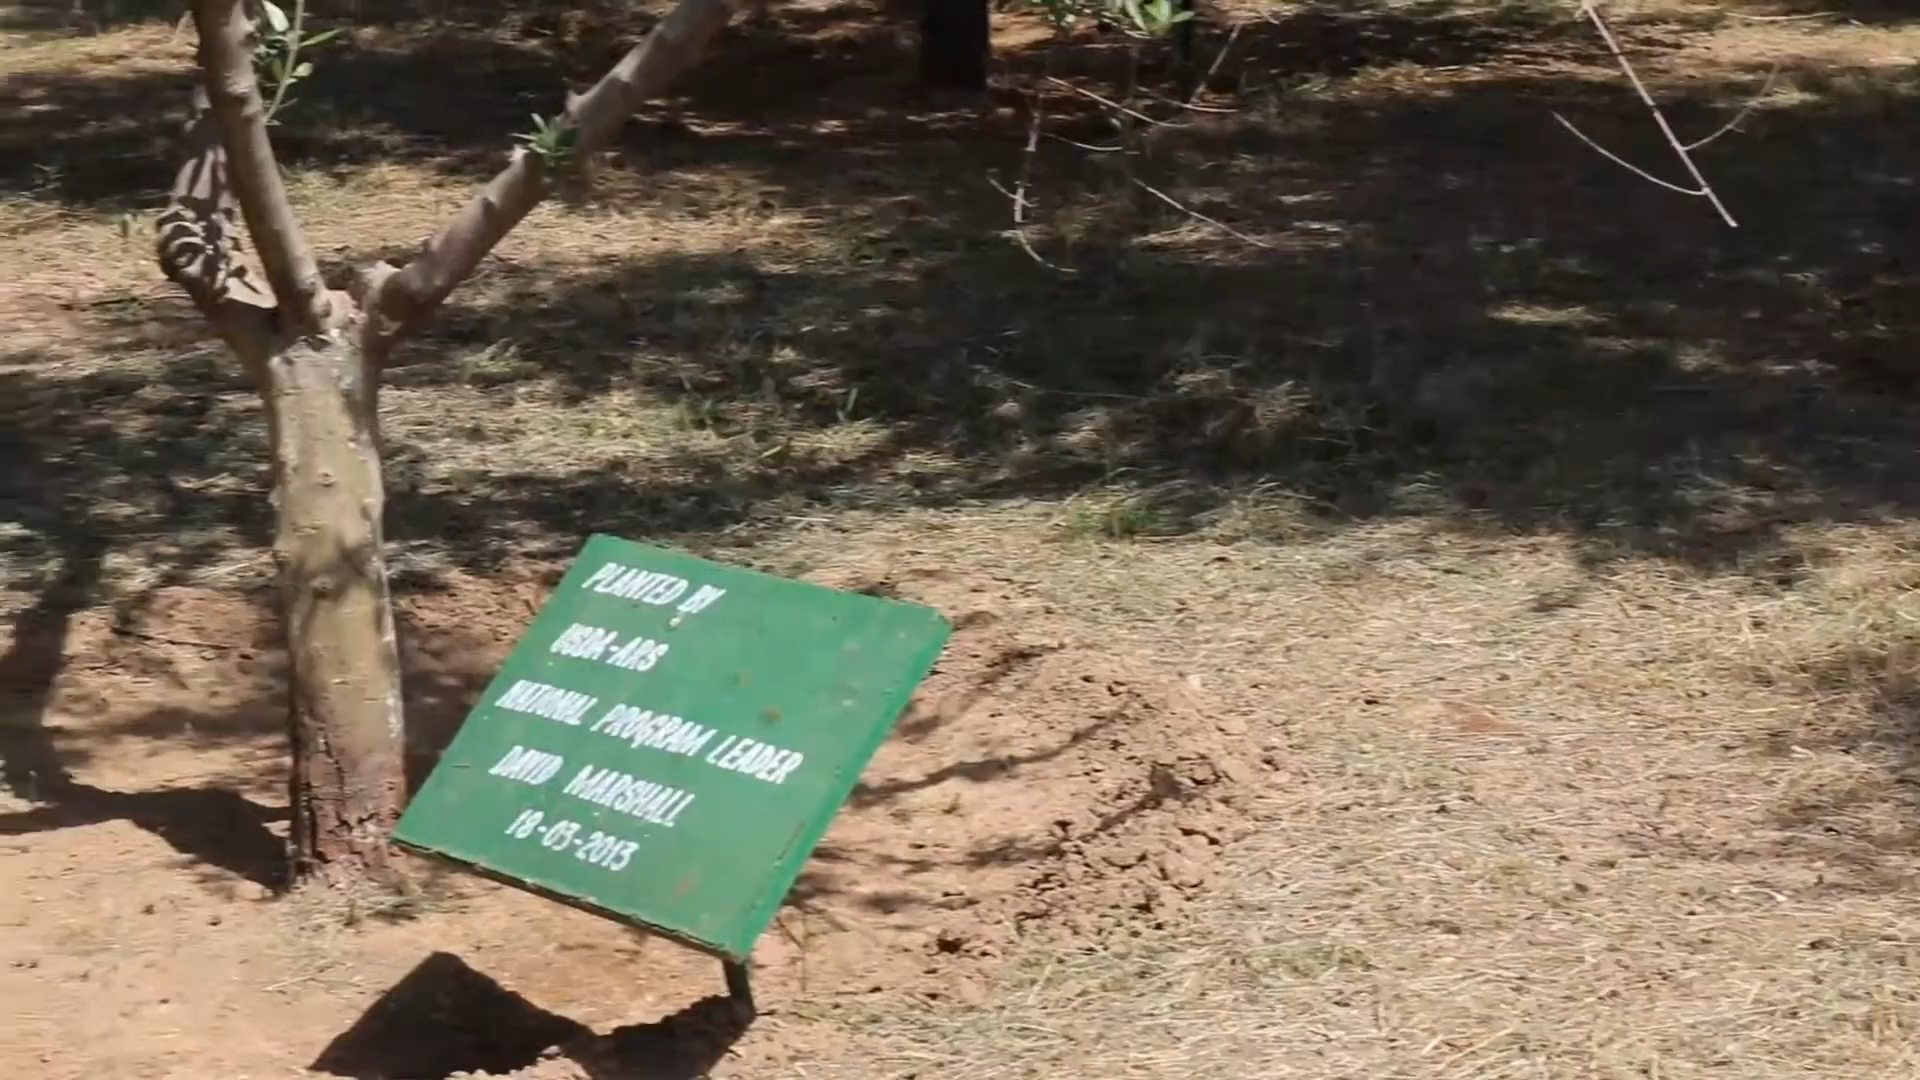 PLANTED BY
USDA-ARS
NATIONAL PROGRAM LEADER
DAVID MARSHALL
18-03-2013